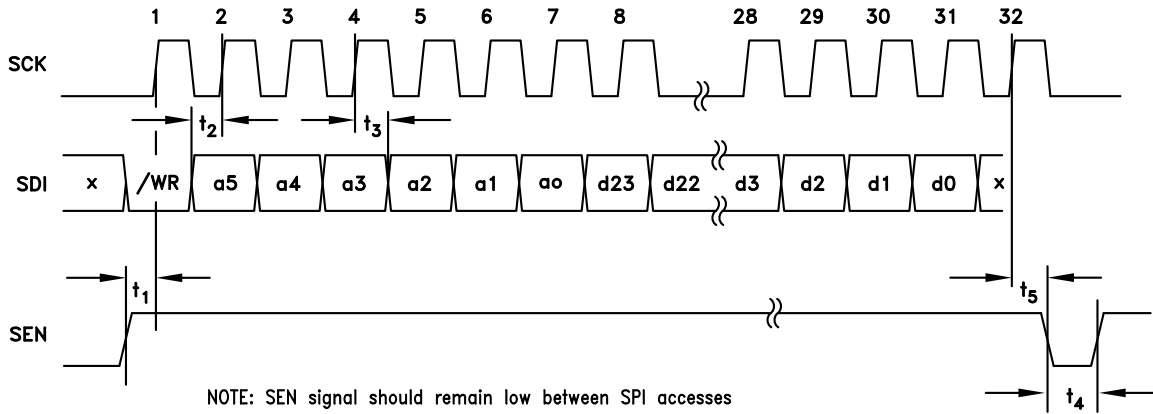 1 2 3 4 5 6 7 8 28 29 30 31 32
SCK
t2 t3
SDI x /WR a5 a4 a3 a2 a1 ao d23 d22 d3 d2 d1 d0 x
t1 t5
SEN
NOTE: SEN signal should remain low between SPI accesses
t4